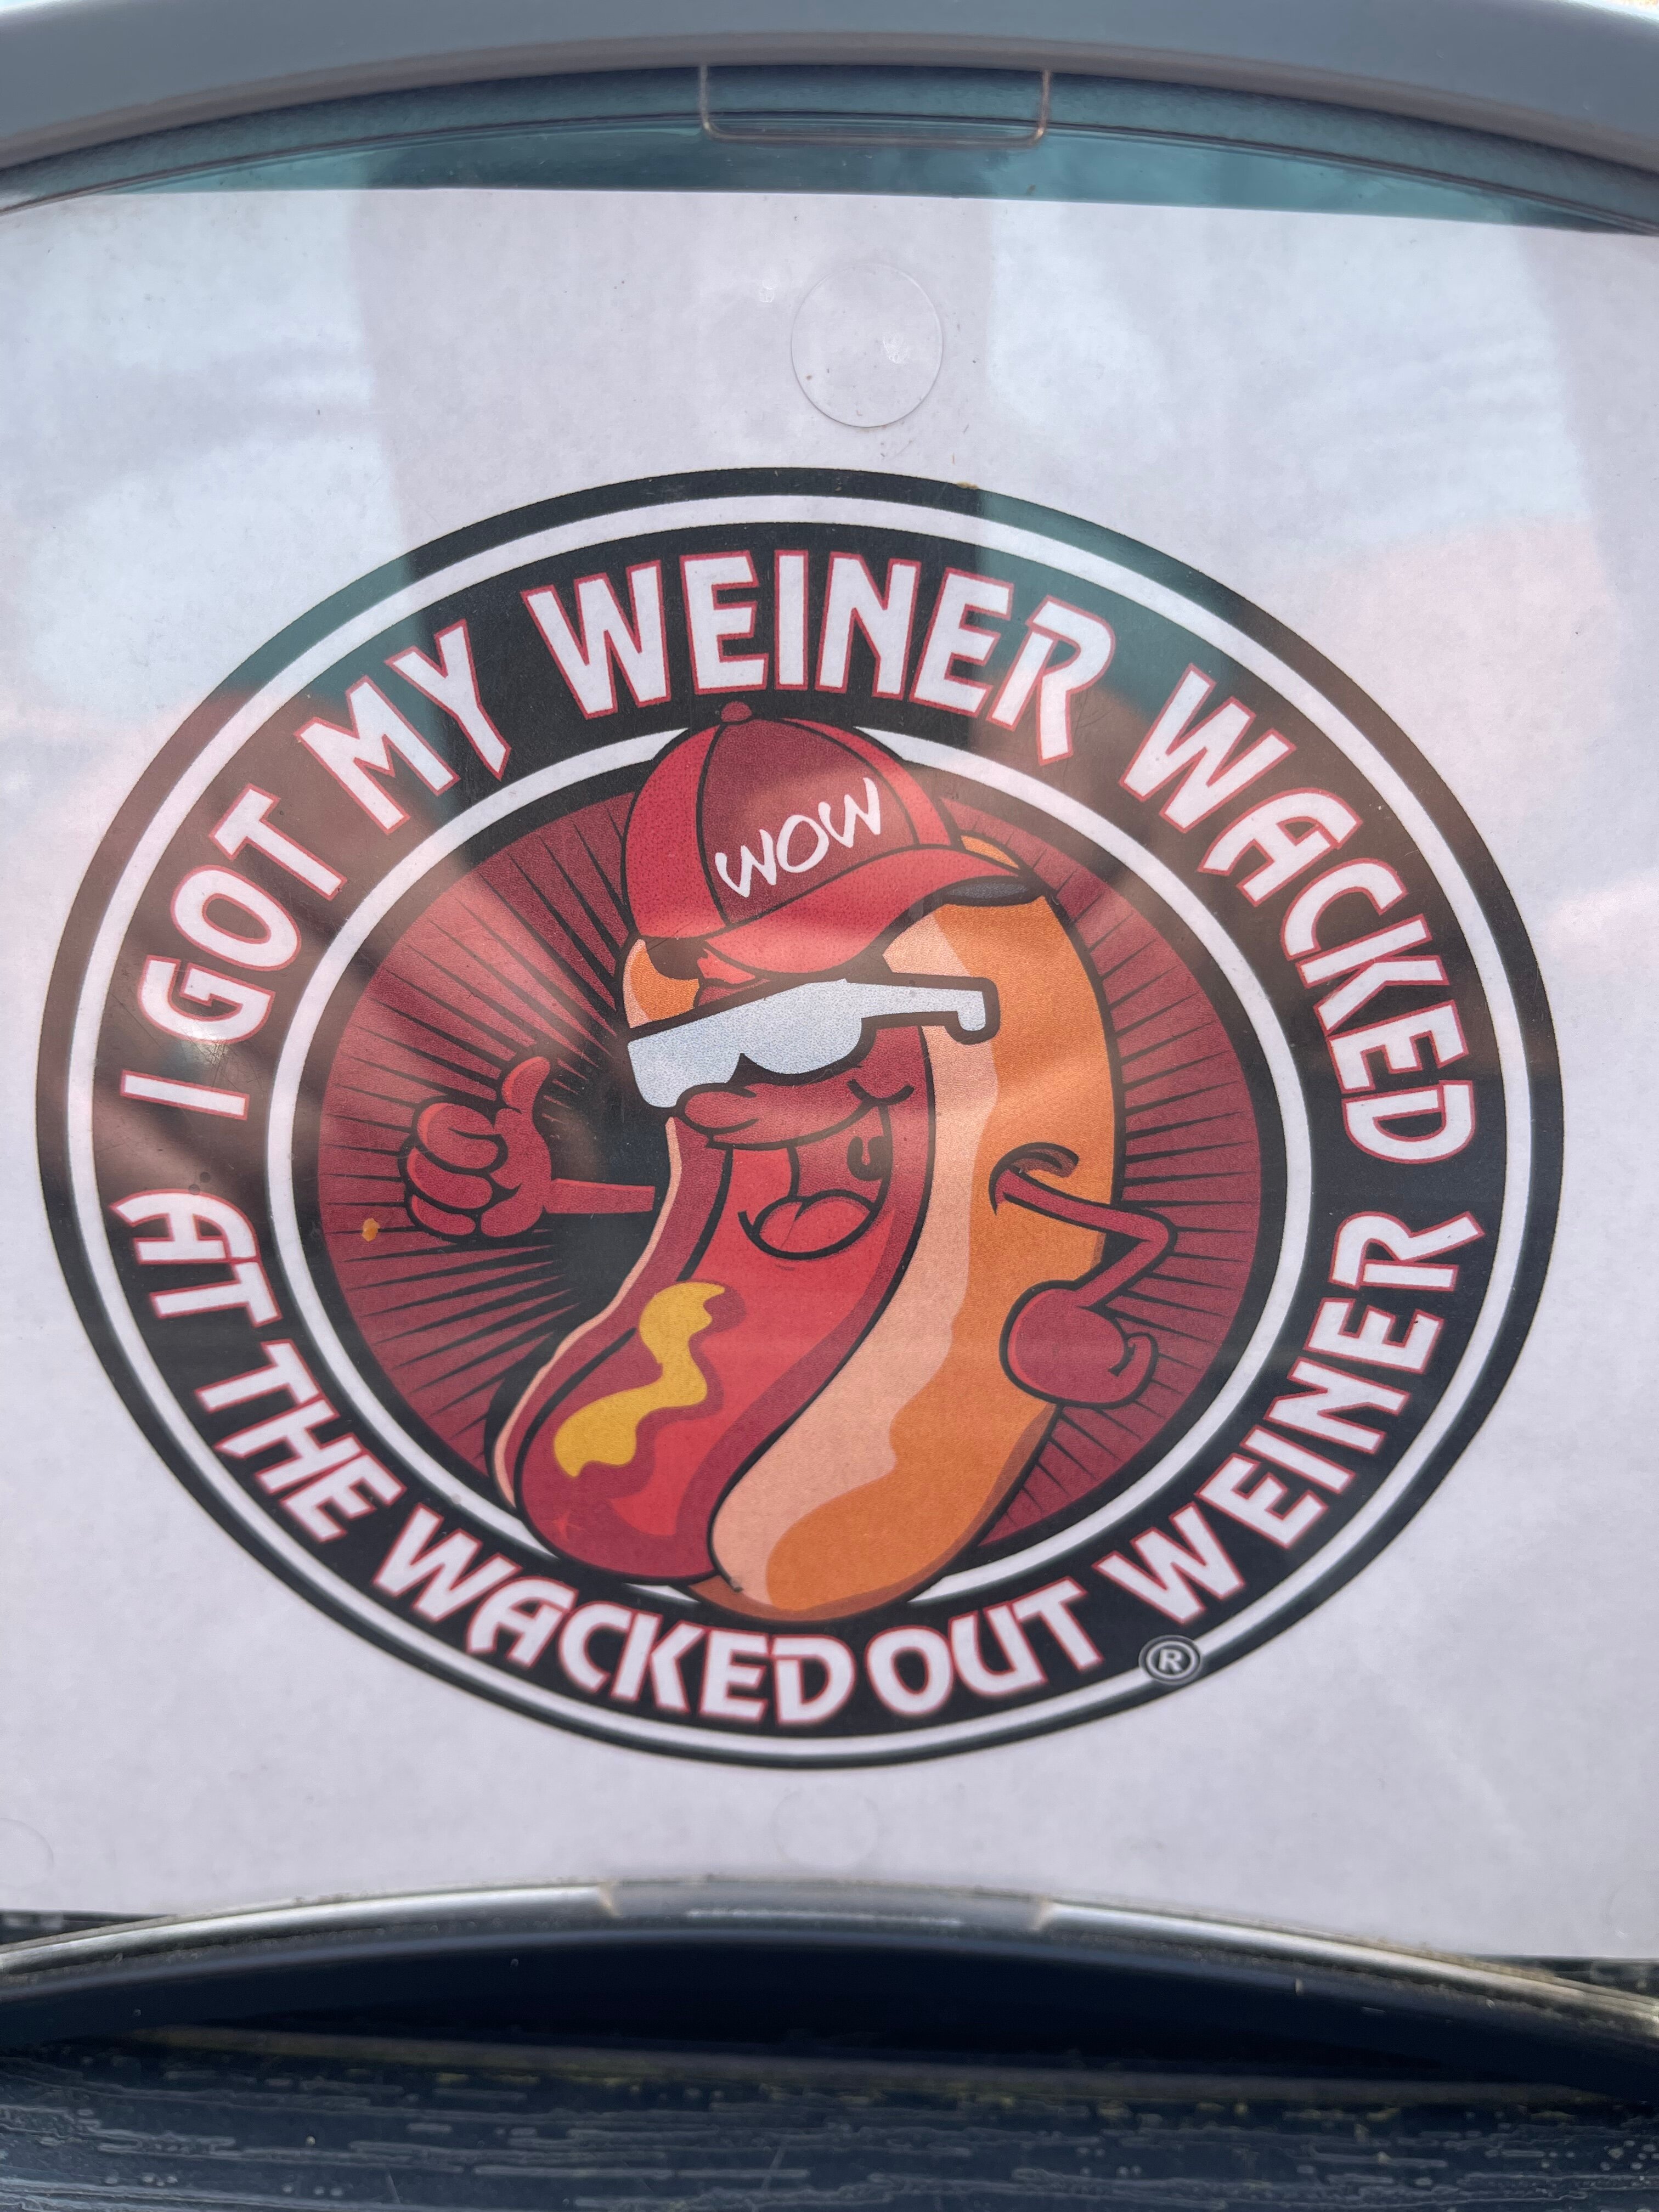 I GOT MY WEINER WACKED
WOW
AT THE WACKED OUT WEINER
®